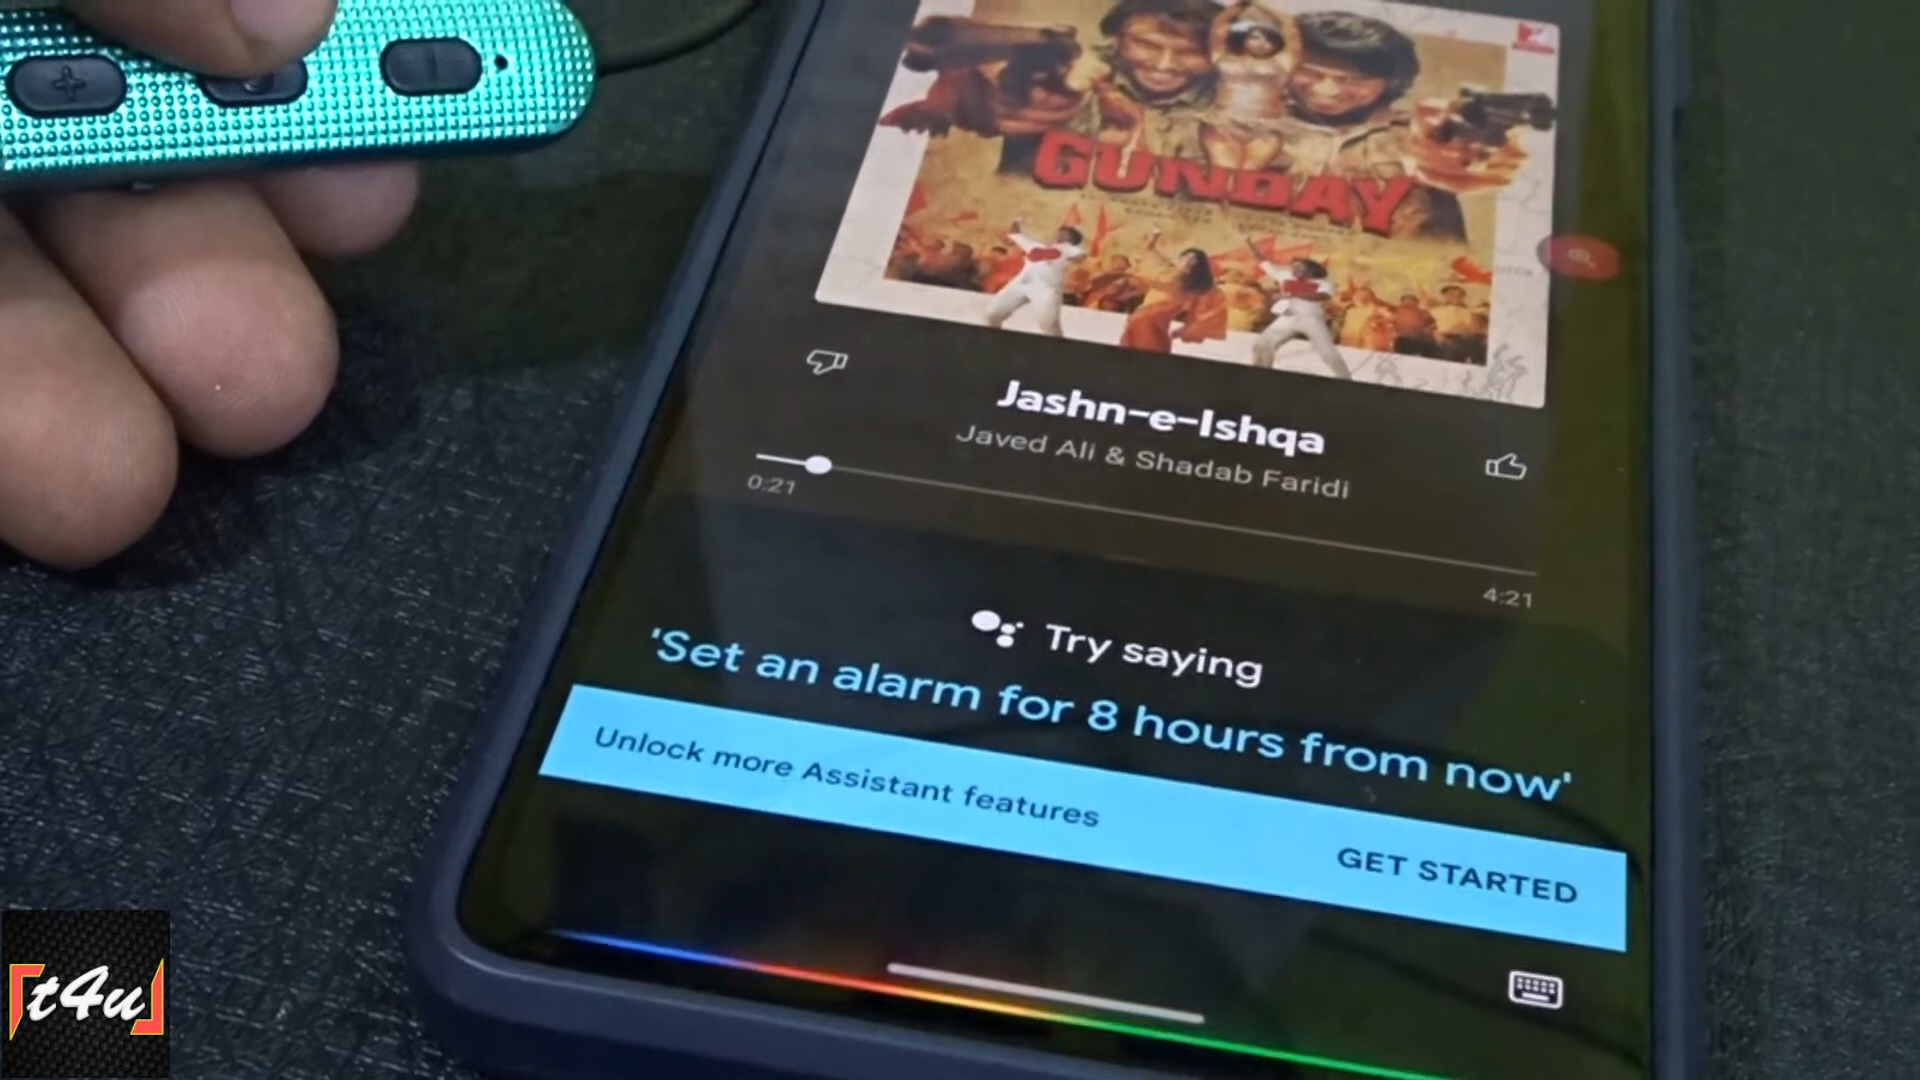 GUNDAY
Jashn-e-Ishqa
Javed Ali & Shadab Faridi
0:21
4:21
Try saying
'Set an alarm for 8 hours from now'
Unlock more Assistant features
GET STARTED
t4u